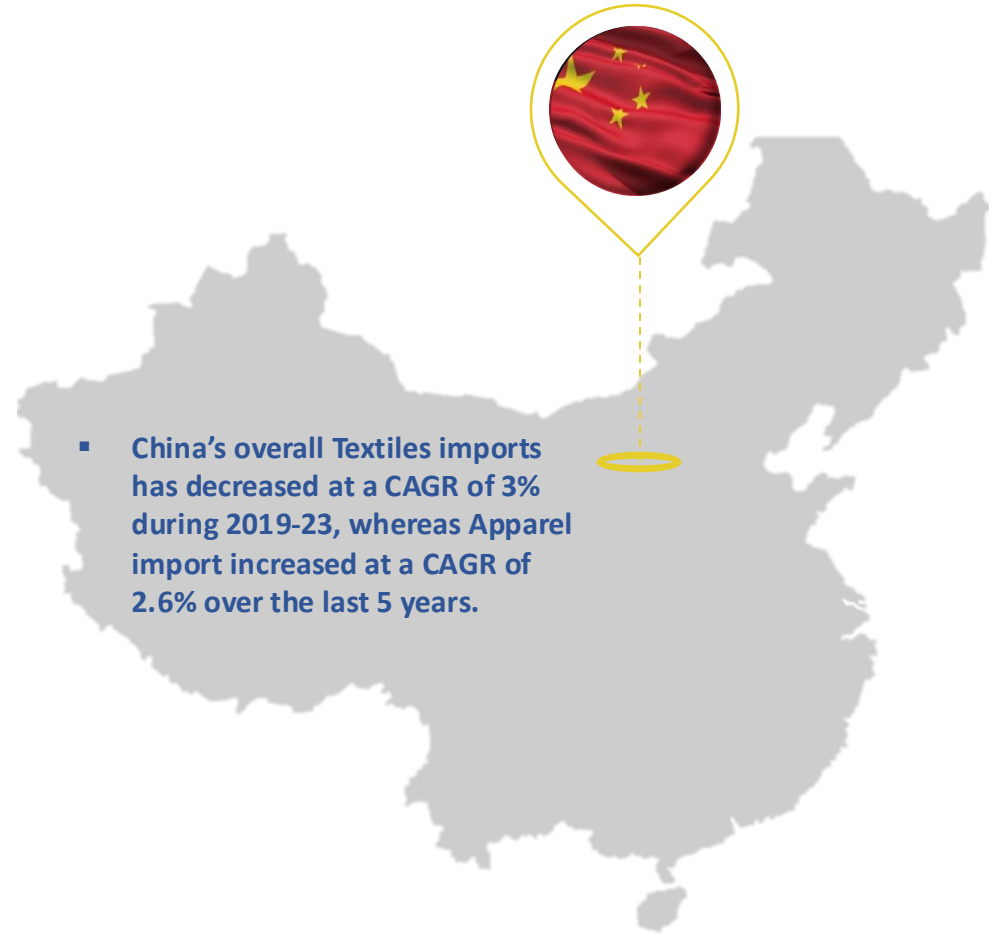 ▪ China’s overall Textiles imports
has decreased at a CAGR of 3%
during 2019-23, whereas Apparel
import increased at a CAGR of
2.6% over the last 5 years.